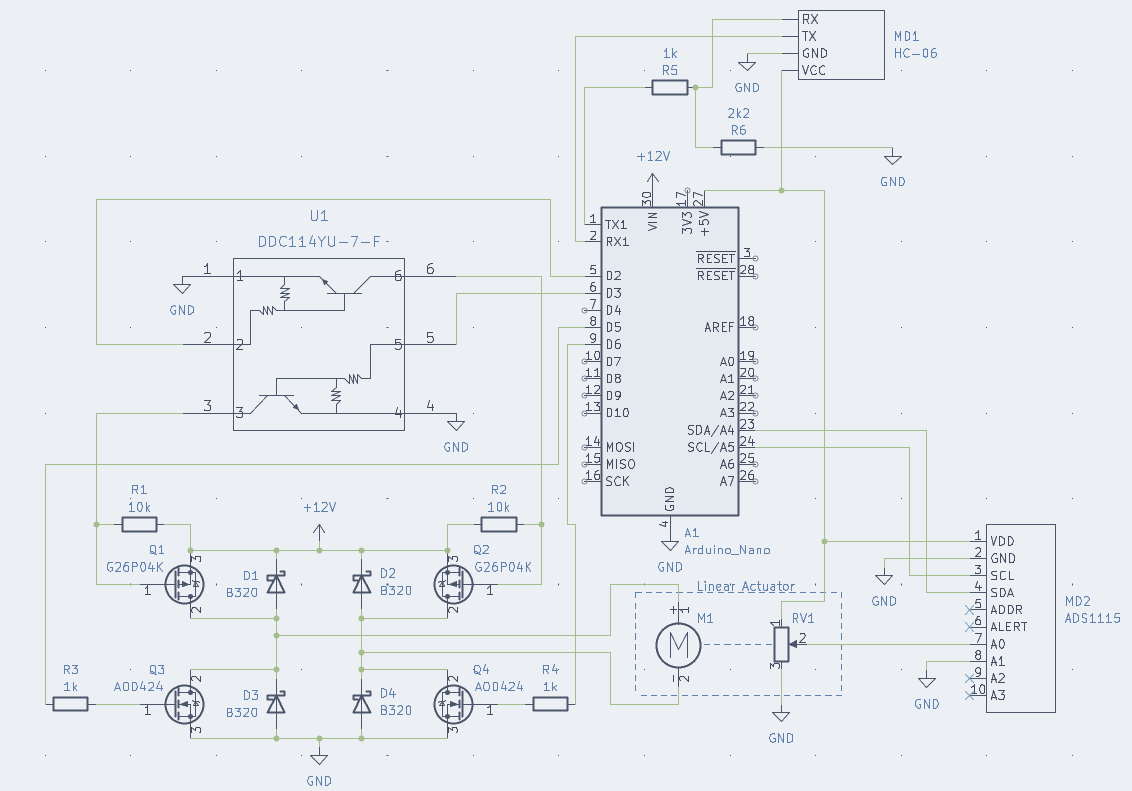 RX
TX
GND
VCC
MD1
HC-06
1k
R5
GND
2k2
R6
GND
+12V
30
17
27
VIN
3V3
+5V
1 TX1
2 RX1
5 D2
6 D3
7 D4
8 D5
9 D6
10 D7
11 D8
12 D9
13 D10
14 MOSI
15 MISO
16 SCK
RESET 3
RESET 28
AREF 18
A0 19
A1 20
A2 21
A3 22
SDA/A4 23
SCL/A5 24
A6 25
A7 26
GND
4
A1
Arduino_Nano
GND
U1
DDC114YU-7-F
1 1 6 6
GND
2 2 5 5
3 3 4 4
GND
R1
10k
+12V
R2
10k
Q1
G26P04K
3
1
2
D1
B320
D2
B320
Q2
G26P04K
3
1
2
R3
1k
Q3
AOD424
2
1
3
D3
B320
D4
B320
Q4
AOD424
2
1
3
R4
1k
GND
Linear Actuator
+ 1
M1
M
- 2
RV1
1
2
3
GND
1 VDD
2 GND
3 SCL
4 SDA
5 ADDR
6 ALERT
7 A0
8 A1
9 A2
10 A3
GND
GND
MD2
ADS1115